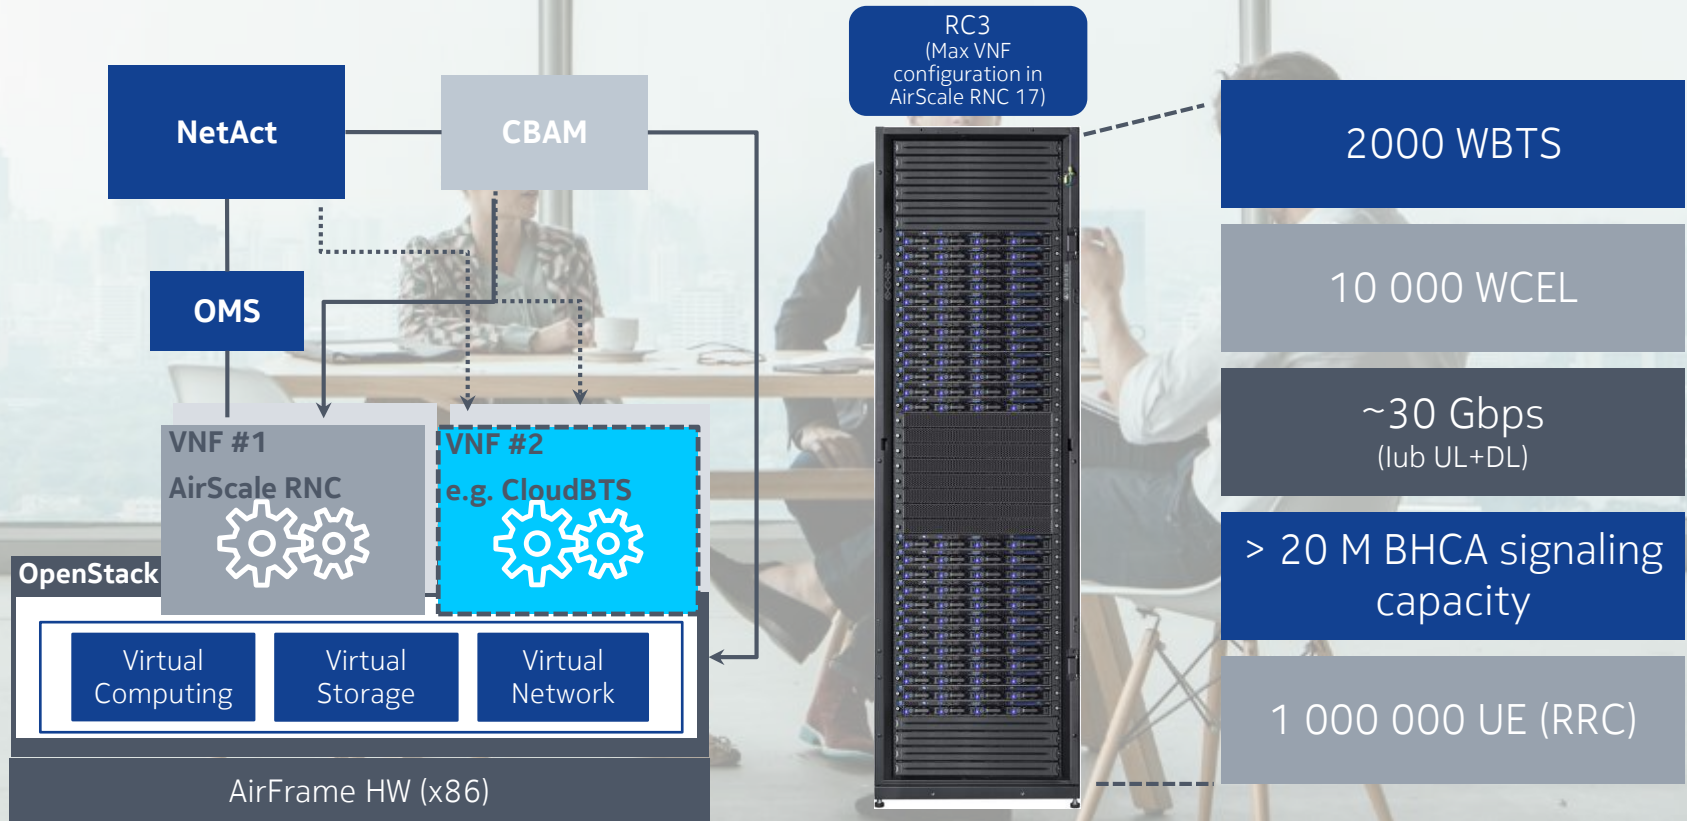 NetAct
CBAM
OMS
VNF #1
AirScale RNC
VNF #2
e.g. CloudBTS
OpenStack
Virtual
Computing
Virtual
Storage
Virtual
Network
AirFrame HW (x86)
RC3
(Max VNF
configuration in
AirScale RNC 17)
2000 WBTS
10 000 WCEL
~30 Gbps
(Iub UL+DL)
> 20 M BHCA signaling
capacity
1 000 000 UE (RRC)